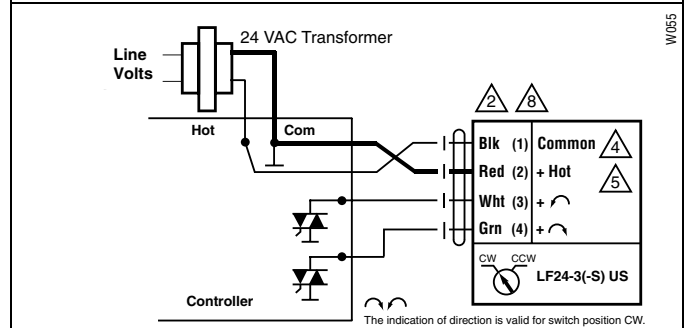 W055
24 VAC Transformer
Line
Volts
Hot
Com
2
8
Blk (1) Common
4
Red (2) + Hot
5
Wht (3) +
Grn (4) +
CW CCW
LF24-3(-S) US
Controller
The indication of direction is valid for switch position CW.